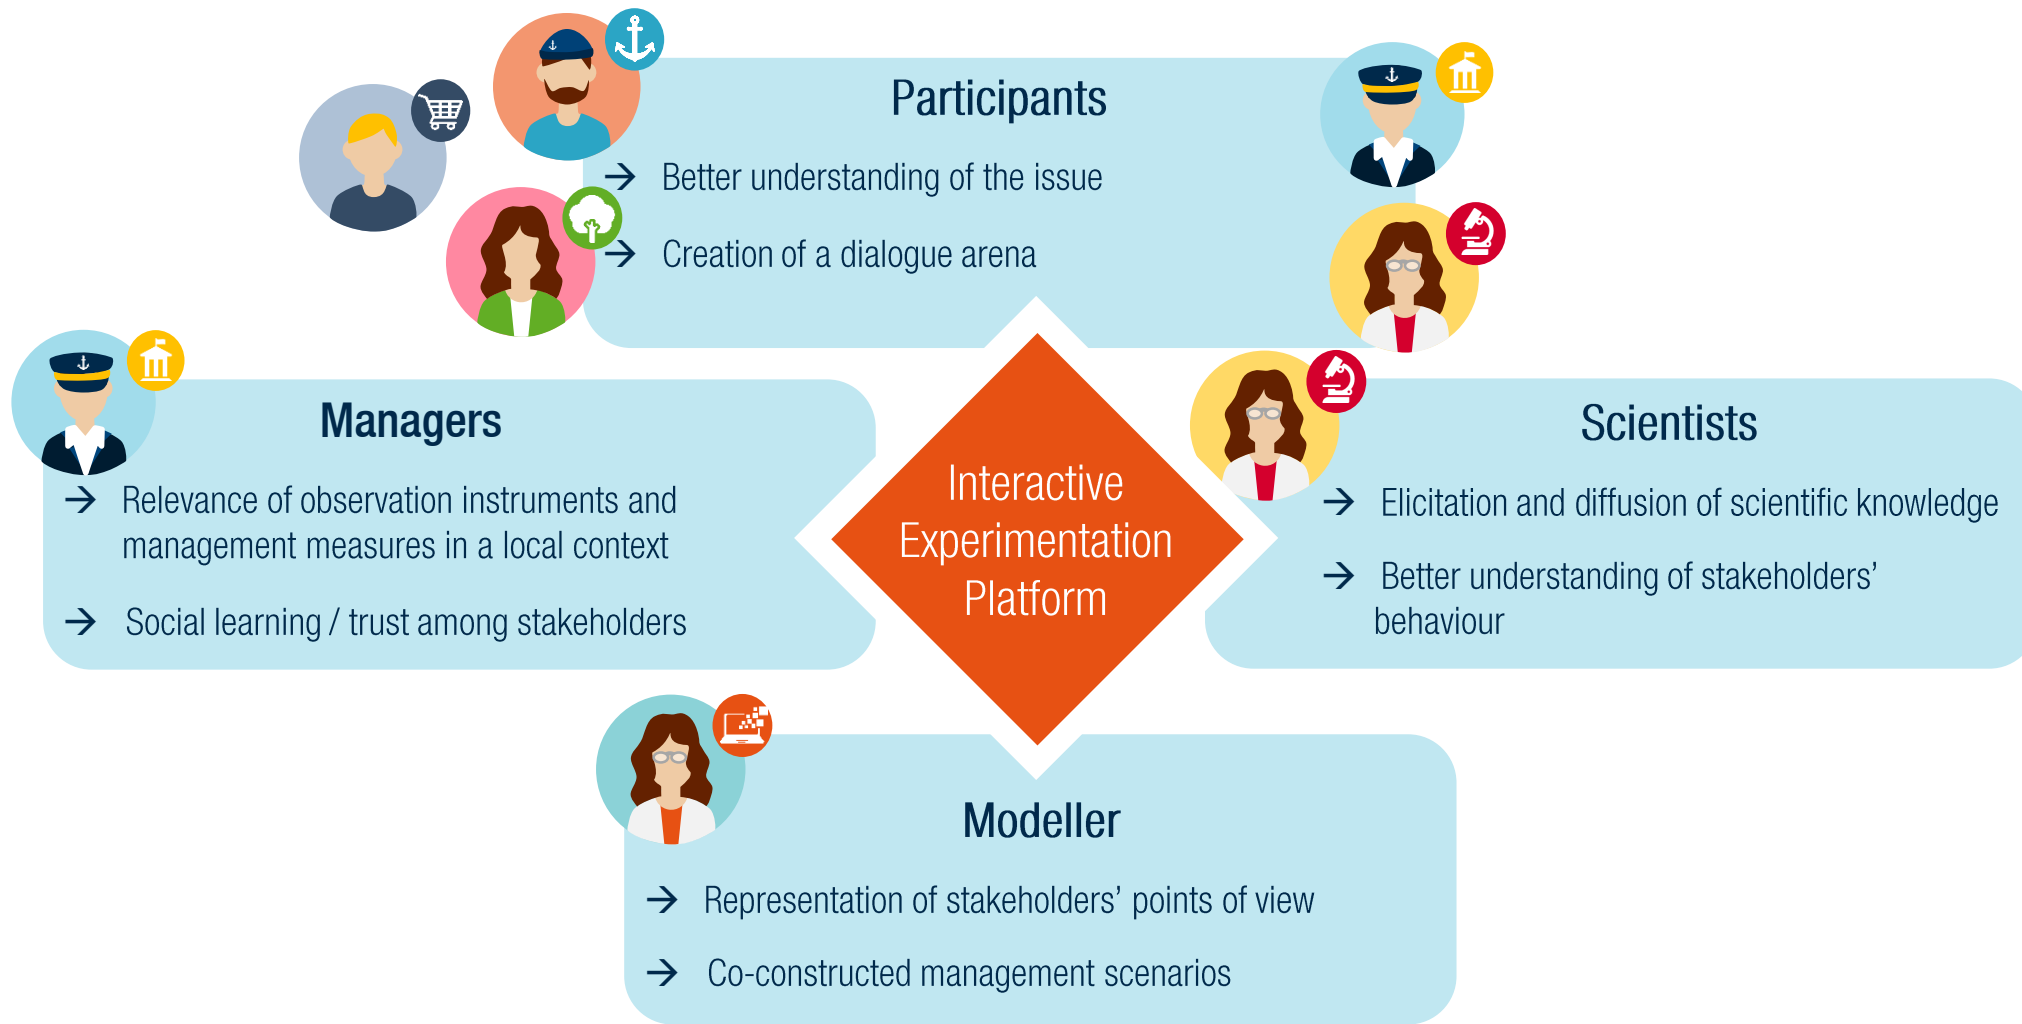 Participants
→ Better understanding of the issue
→ Creation of a dialogue arena
Managers
→ Relevance of observation instruments and
management measures in a local context
→ Social learning / trust among stakeholders
Interactive
Experimentation
Platform
Scientists
→ Elicitation and diffusion of scientific knowledge
→ Better understanding of stakeholders’
behaviour
Modeller
→ Representation of stakeholders’ points of view
→ Co-constructed management scenarios